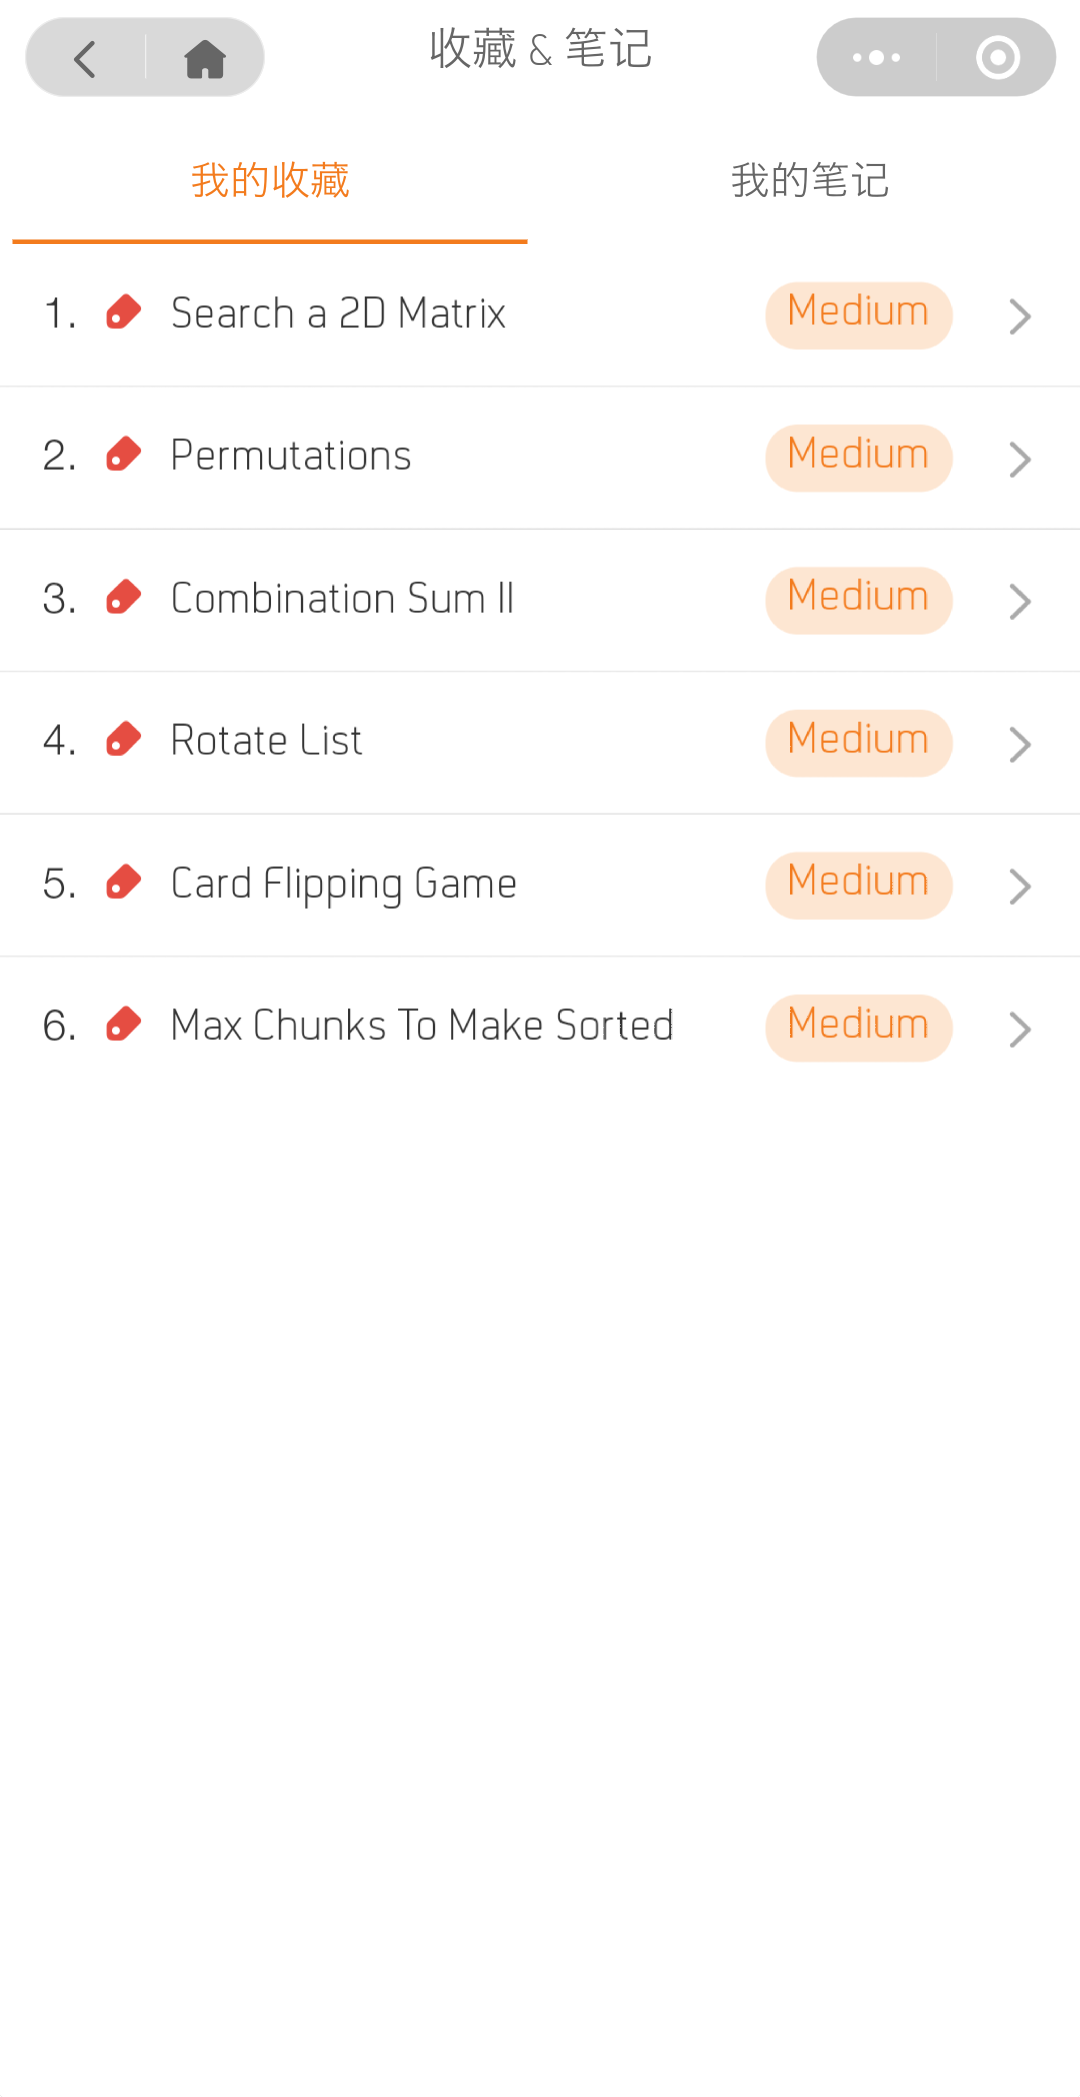 收藏 & 笔记
我的收藏 我的笔记
1. Search a 2D Matrix Medium
2. Permutations Medium
3. Combination Sum II Medium
4. Rotate List Medium
5. Card Flipping Game Medium
6. Max Chunks To Make Sorted Medium